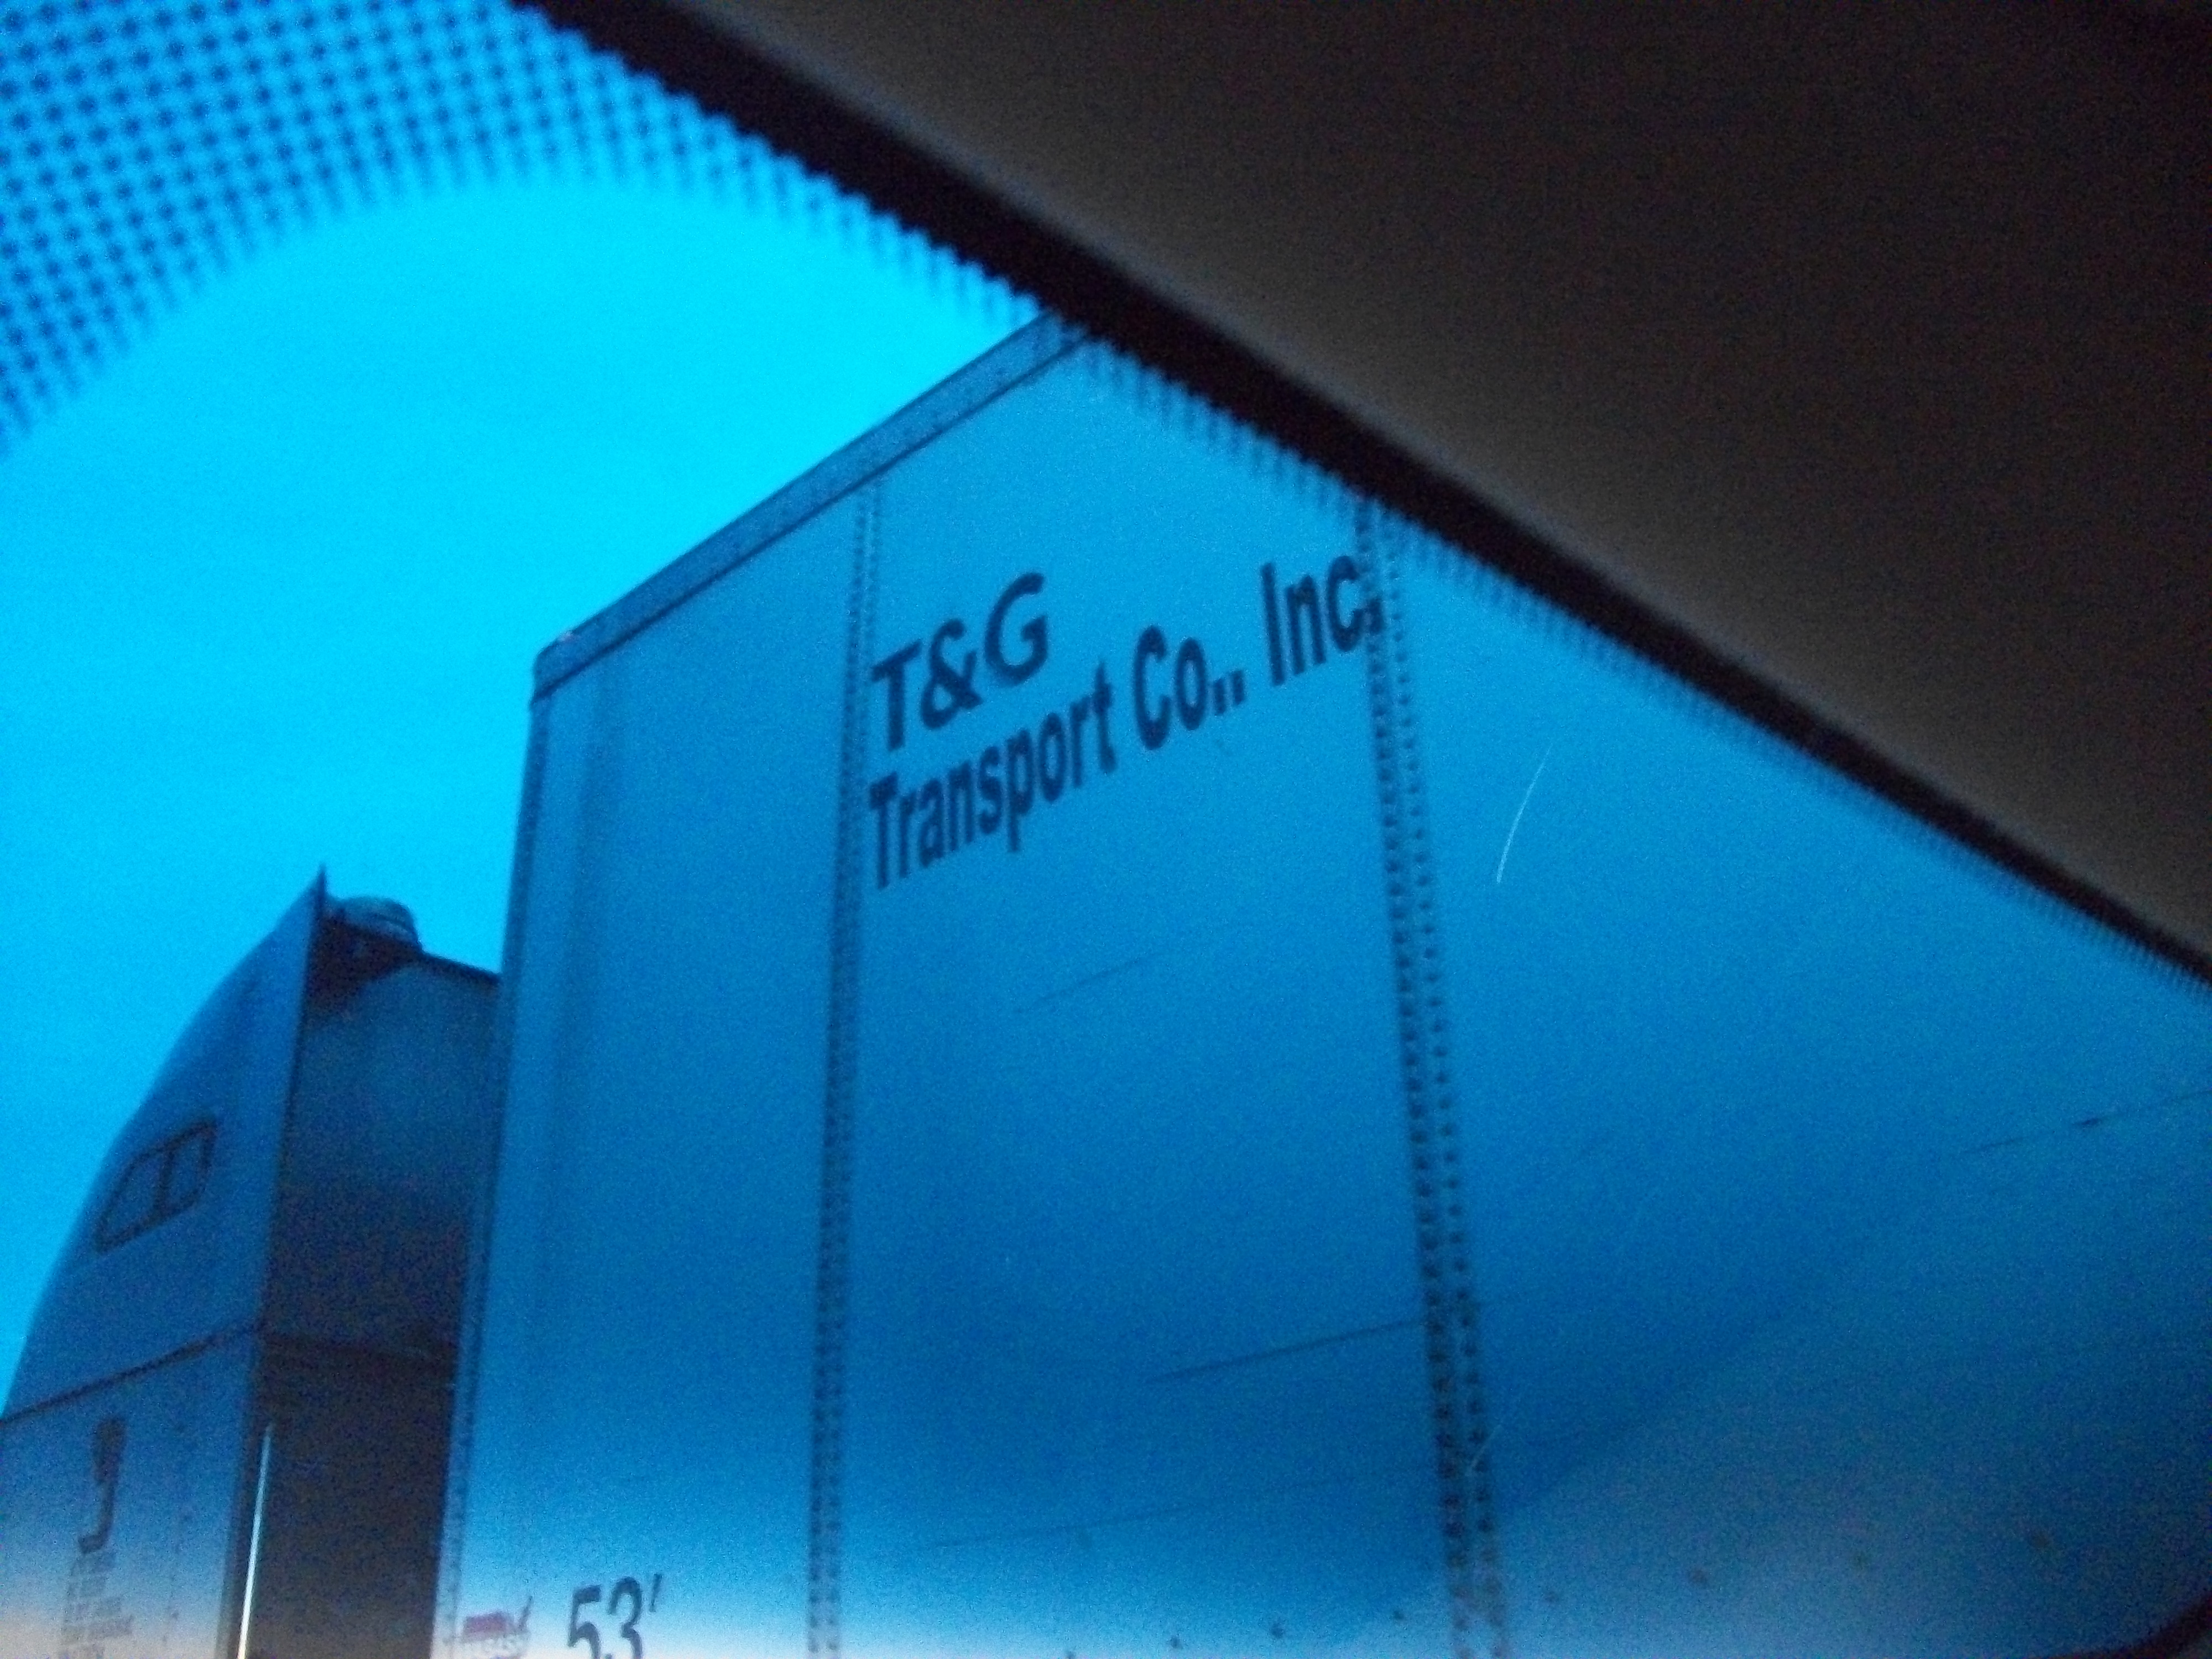 T&G
Transport Co., Inc.
53'